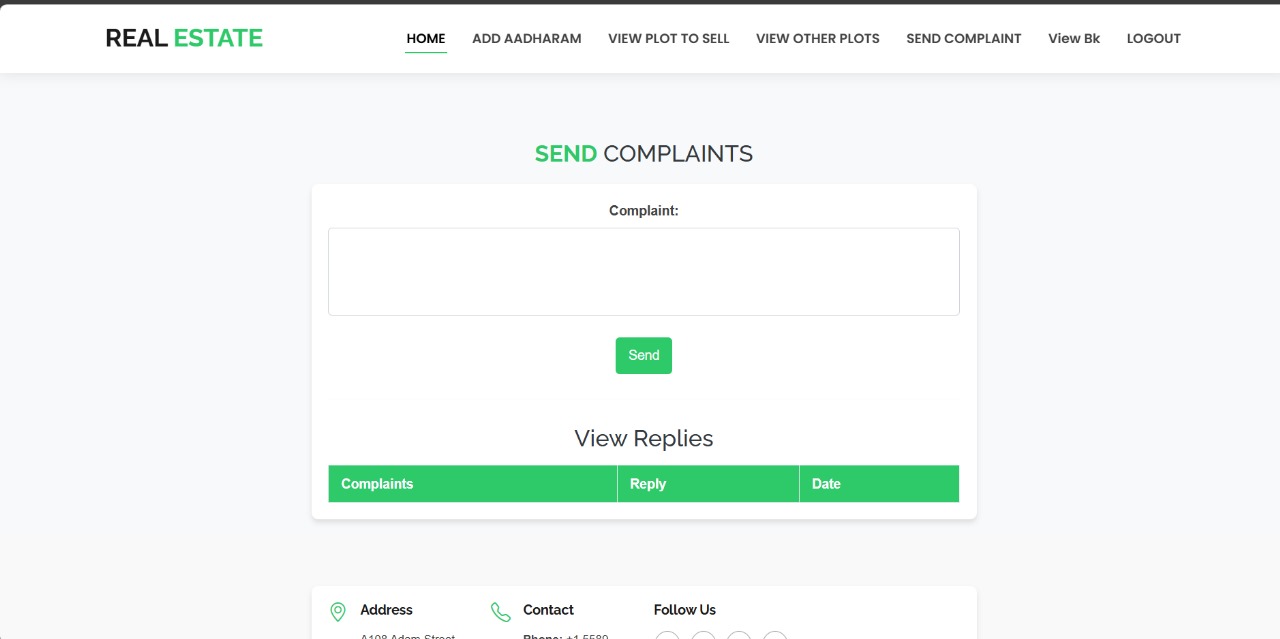 REAL ESTATE
HOME ADD AADHARAM VIEW PLOT TO SELL VIEW OTHER PLOTS SEND COMPLAINT View Bk LOGOUT
SEND COMPLAINTS
Complaint:
Send
View Replies
Complaints Reply Date
Address Contact Follow Us
A108 Adam Street Phone: +1 5589